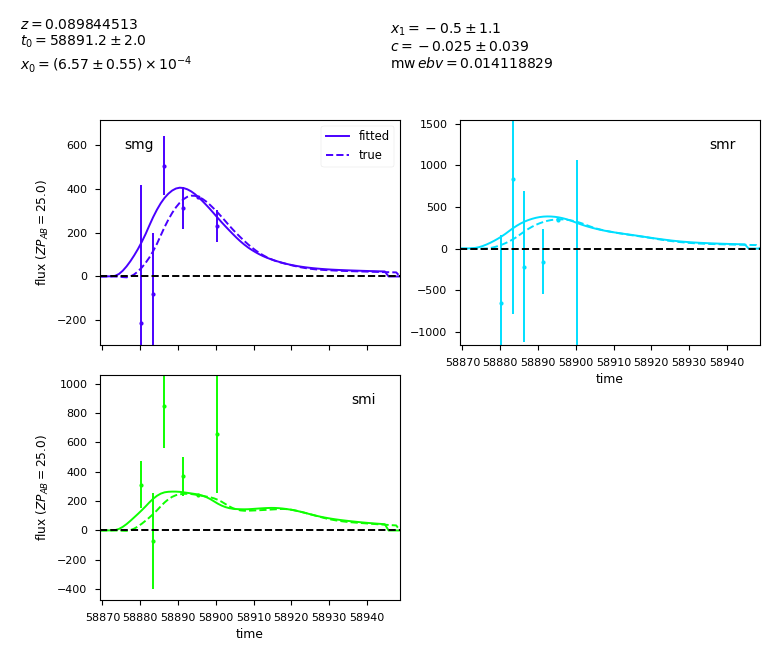 z = 0.089844513
t₀ = 58891.2 ± 2.0
x₀ = (6.57 ± 0.55) × 10⁻⁴
x₁ = −0.5 ± 1.1
c = −0.025 ± 0.039
mw ebv = 0.014118829
smg
fitted
true
600
400
200
0
−200
flux (ZP_AB = 25.0)
smr
1500
1000
500
0
−500
−1000
58870 58880 58890 58900 58910 58920 58930 58940
time
smi
1000
800
600
400
200
0
−200
−400
flux (ZP_AB = 25.0)
58870 58880 58890 58900 58910 58920 58930 58940
time